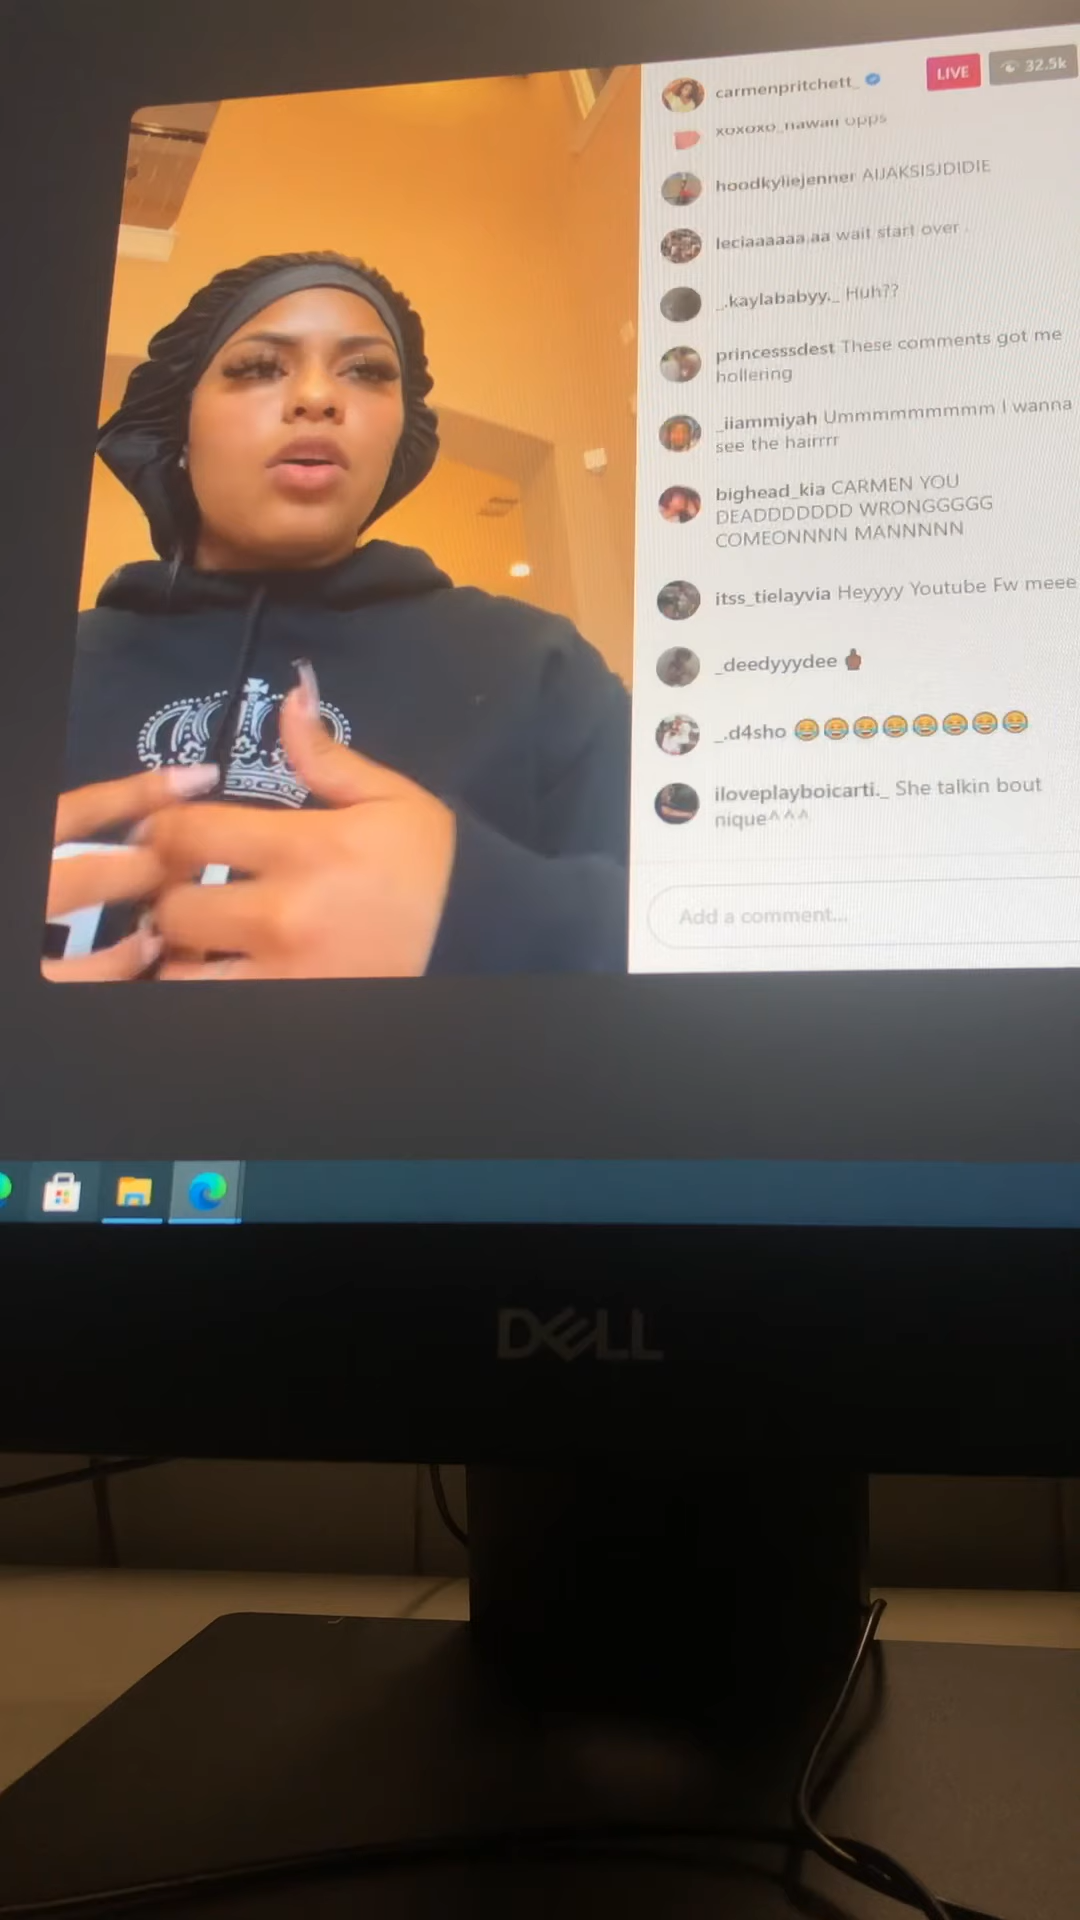 carmenpritchett_
LIVE
32.5k
xoxoxo_hawaii opps
hoodkyliejenner AIJAKSISJDIDIE
leciaaaaaa.aa wait start over .
_.kaylababyy._ Huh??
princesssdest These comments got me
hollering
_iiammiyah Ummmmmmmmm I wanna
see the hairrrr
bighead_kia CARMEN YOU
DEADDDDDDD WRONGGGGG
COMEONNNN MANNNNN
itss_tielayvia Heyyyy Youtube Fw meee
_deedyyydee 🖕🏾
_.d4sho 😂😂😂😂😂😂😂😂
iloveplayboicarti._ She talkin bout
nique^^^
Add a comment...
DELL